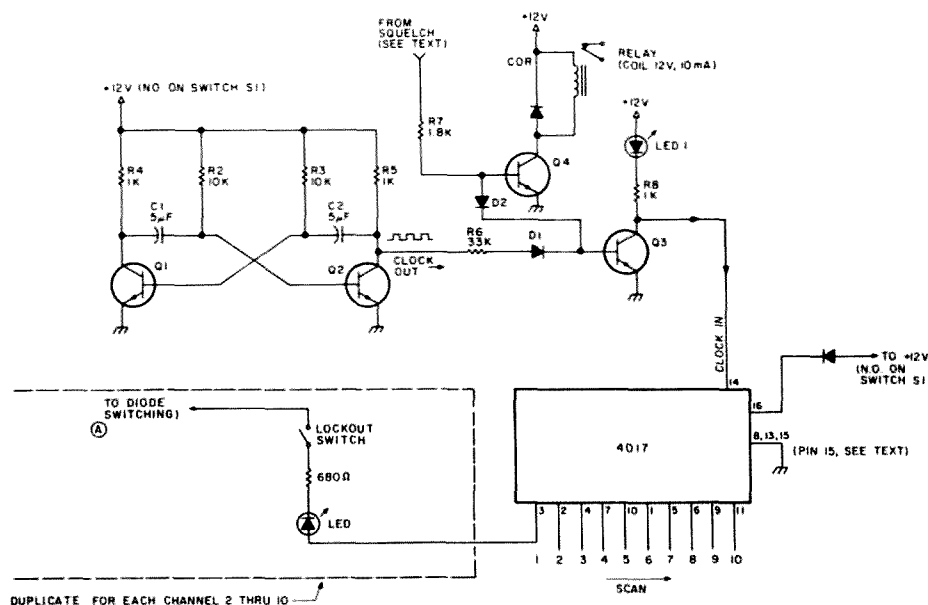 FROM
SQUELCH
(SEE TEXT)
+12V
COR
RELAY
(COIL 12V, 10mA)
+12V (N.O. ON SWITCH S1)
R4
1K
R2
10K
R3
10K
R5
1K
C1
5µF
C2
5µF
Q1
Q2
CLOCK
OUT
R7
1.8K
Q4
D2
R6
33K
D1
+12V
LED 1
R8
1K
Q3
CLOCK IN
14
TO +12V
(N.O. ON
SWITCH S1)
16
8,13,15
(PIN 15, SEE TEXT)
4017
3 2 4 7 10 1 5 6 9 11
1 2 3 4 5 6 7 8 9 10
SCAN
TO DIODE
SWITCHING)
A
LOCKOUT
SWITCH
680Ω
LED
DUPLICATE FOR EACH CHANNEL 2 THRU 10